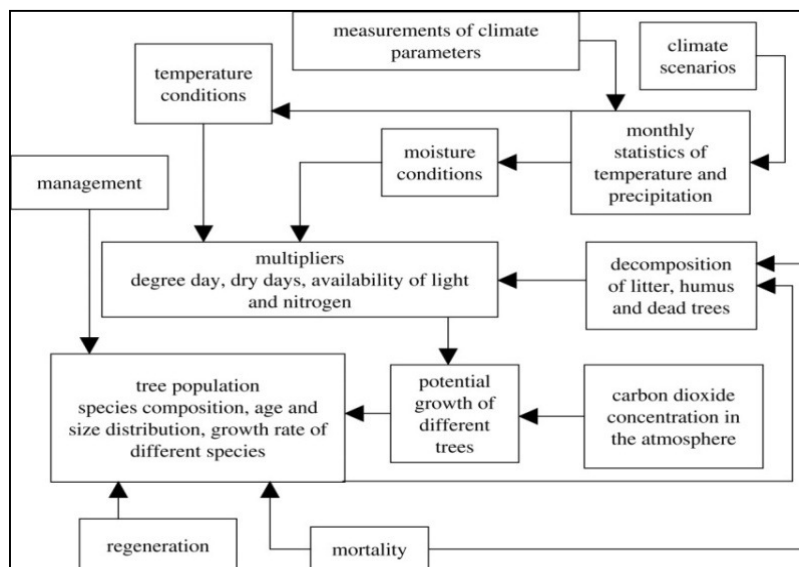 measurements of climate
parameters
climate
scenarios
temperature
conditions
monthly
statistics of
temperature and
precipitation
moisture
conditions
management
multipliers
degree day, dry days, availability of light
and nitrogen
decomposition
of litter, humus
and dead trees
tree population
species composition, age and
size distribution, growth rate of
different species
potential
growth of
different
trees
carbon dioxide
concentration in
the atmosphere
regeneration
mortality